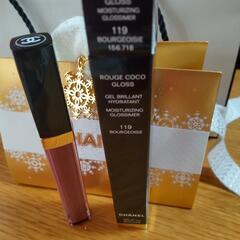 GLOSS
MOISTURIZING
GLOSSIMER
119
BOURGEOISIE
156.718
ROUGE COCO
GLOSS
GEL BRILLANT
HYDRATANT
MOISTURIZING
GLOSSIMER
119
BOURGEOISIE
CHANEL